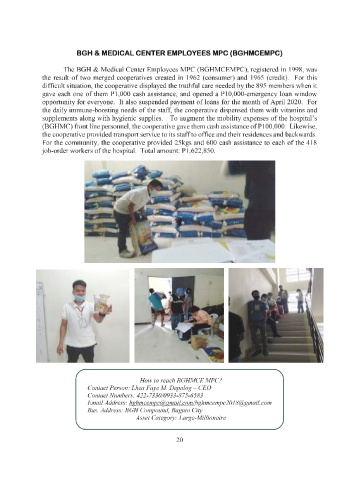 BGH & MEDICAL CENTER EMPLOYEES MPC (BGHMCEMPC)
The BGH & Medical Center Employees MPC (BGHMCEMPC), registered in 1998, was
the result of two merged cooperatives created in 1962 (consumer) and 1965 (credit). For this
difficult situation, the cooperative displayed the truthful care needed by the 895 members when it
gave each one of them P1,000 cash assistance, and opened a P10,000-emergency loan window
opportunity for everyone. It also suspended payment of loans for the month of April 2020. For
the daily immune-boosting needs of the staff, the cooperative dispensed them with vitamins and
supplements along with hygienic supplies. To augment the mobility expenses of the hospital's
(BGHMC) front line personnel, the cooperative gave them cash assistance of P100,000. Likewise,
the cooperative provided transport service to its staff to office and their residences and backwards.
For the community, the cooperative provided 25kgs and 600 cash assistance to each of the 418
job-order workers of the hospital. Total amount: P1,622,850.
How to reach BGHMCE MPC?
Contact Person: Lhea Faye M. Dapalog – CEO
Contact Numbers: 422-7330/0933-875-6583
Email Address: bghmcempc@gmail.com/bghmcempc2018@gmail.com
Bus. Address: BGH Compound, Baguio City
Asset Category: Large-Millionaire
20